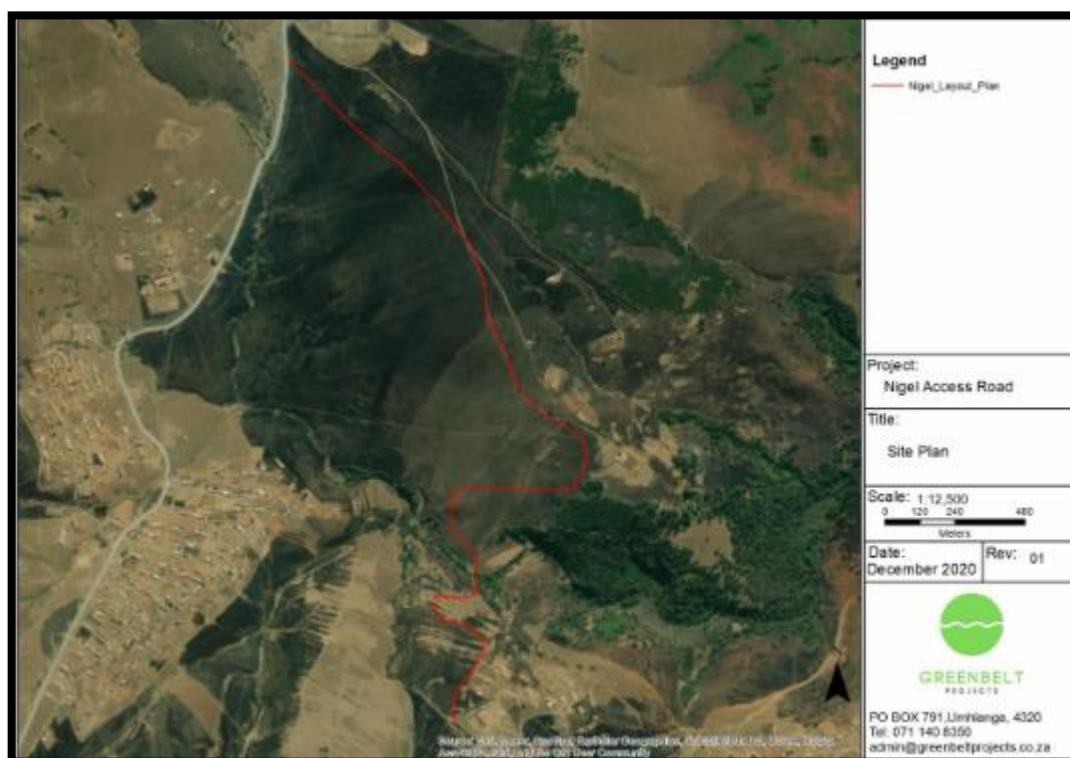 Legend
Nigel_Layout_Plan
Project:
Nigel Access Road
Title:
Site Plan
Scale: 1:12,500
0 120 240 480
Meters
Date: Rev: 01
December 2020
GREENBELT
PROJECTS
PO BOX 791,Umhlanga, 4320
Tel: 071 140 8350
admin@greenbeltprojects.co.za
User Community